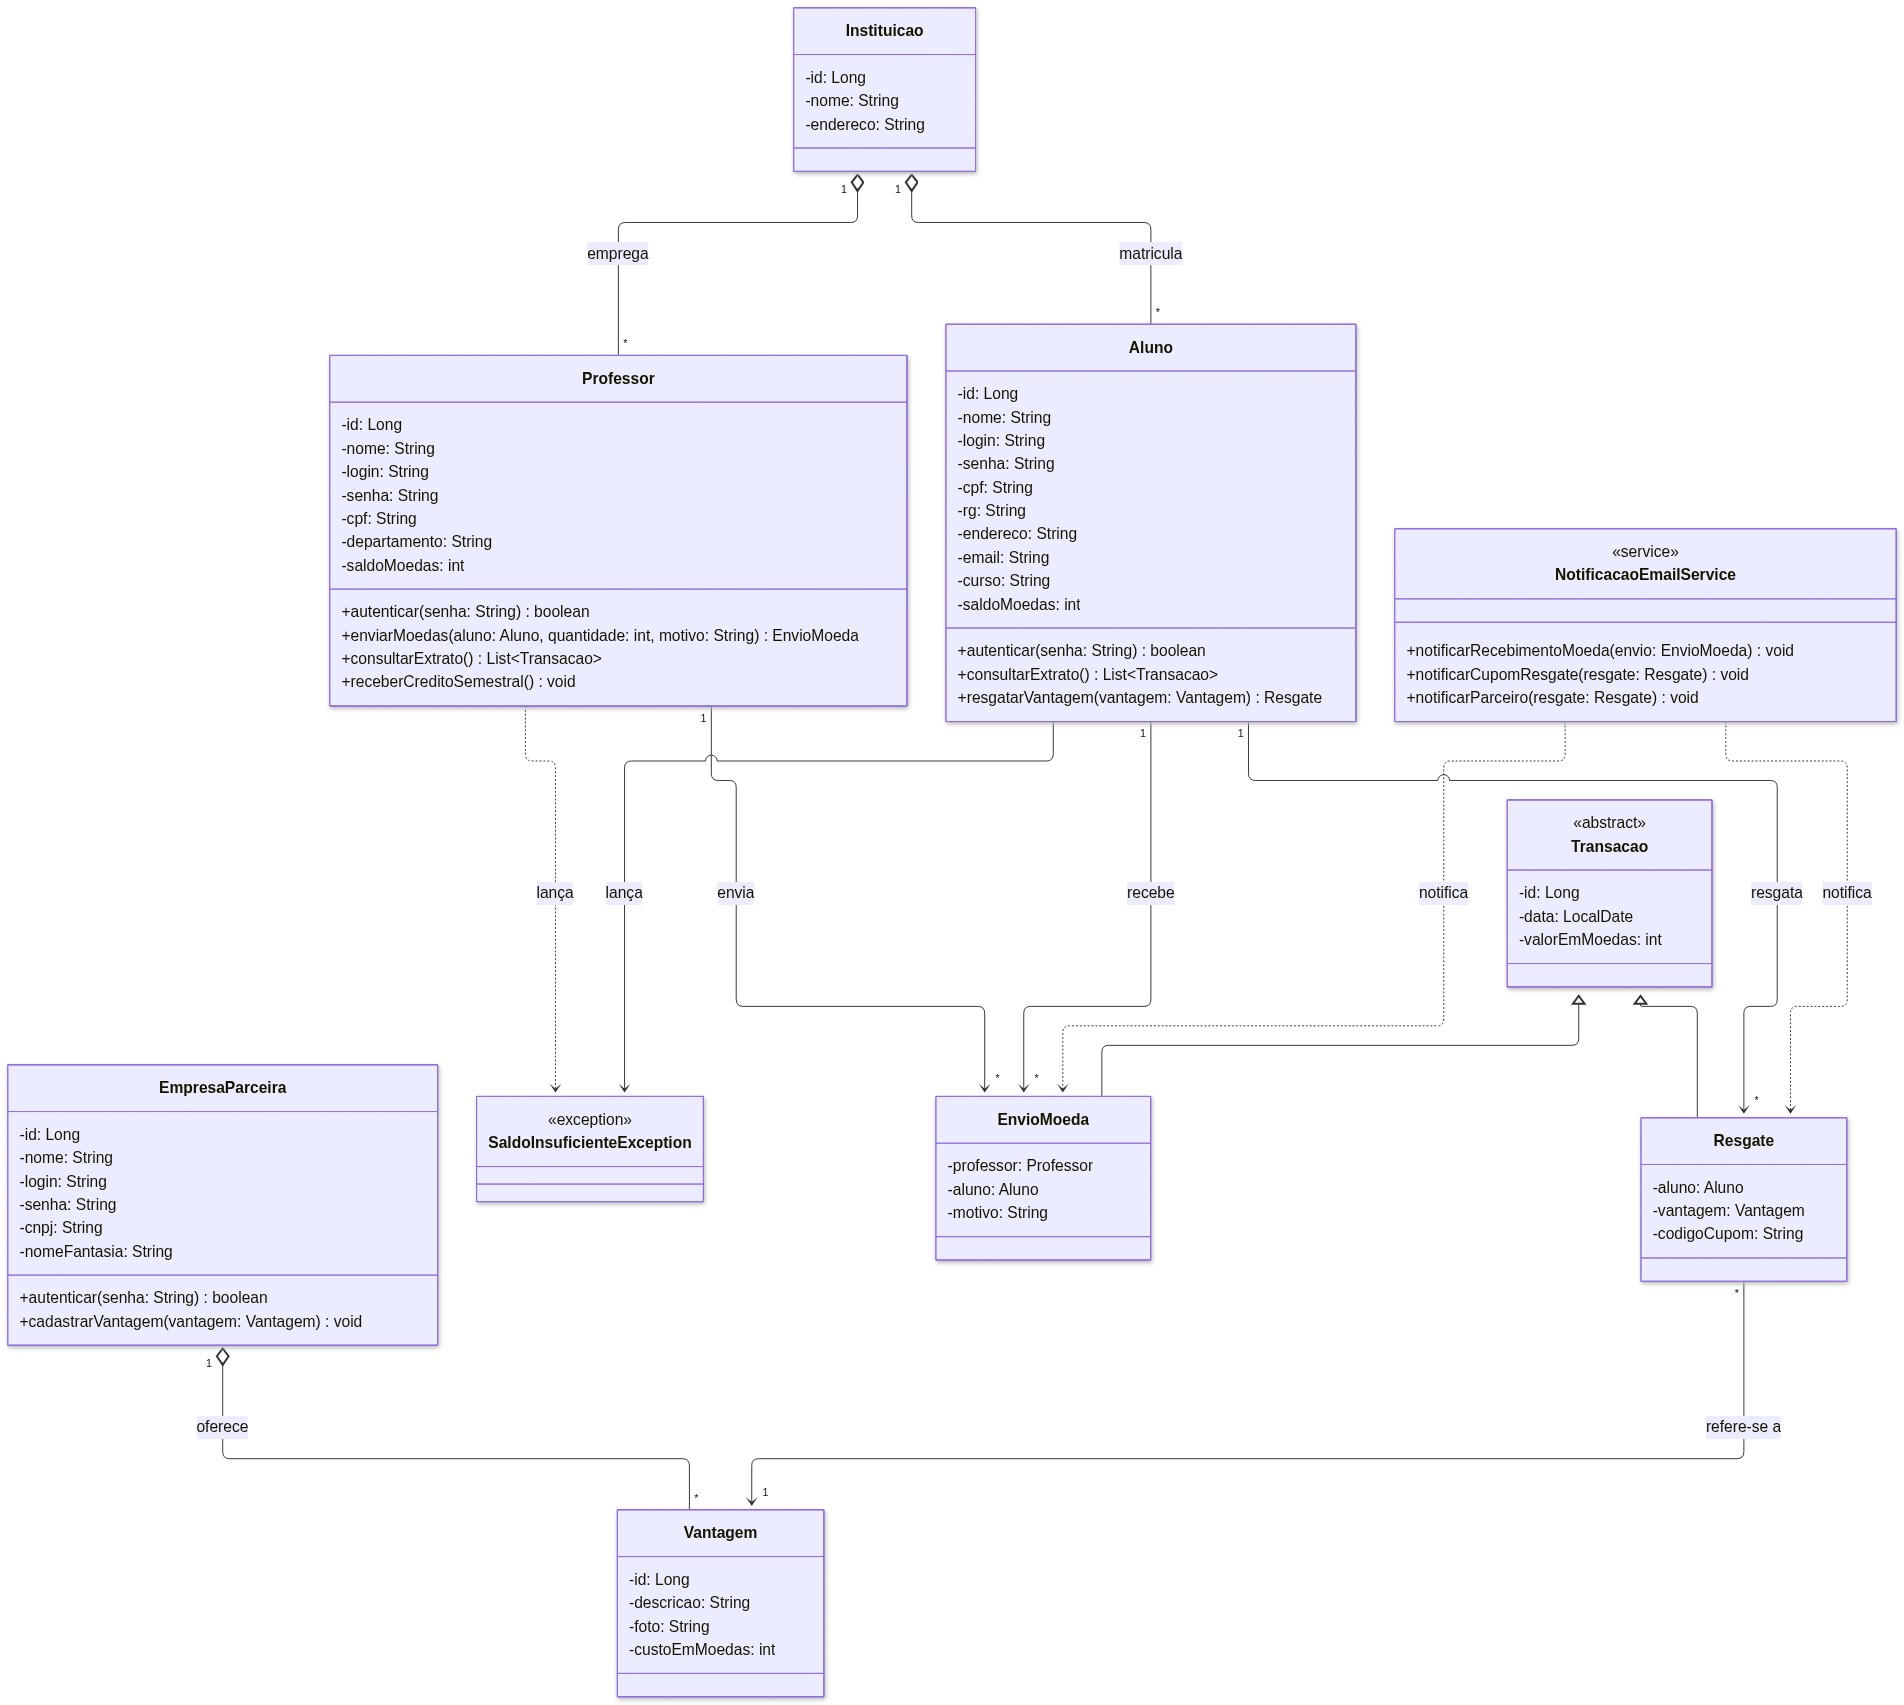 Instituicao
-id: Long
-nome: String
-endereco: String
1
1
emprega
matricula
*
*
Professor
-id: Long
-nome: String
-login: String
-senha: String
-cpf: String
-departamento: String
-saldoMoedas: int
+autenticar(senha: String) : boolean
+enviarMoedas(aluno: Aluno, quantidade: int, motivo: String) : EnvioMoeda
+consultarExtrato() : List<Transacao>
+receberCreditoSemestral() : void
Aluno
-id: Long
-nome: String
-login: String
-senha: String
-cpf: String
-rg: String
-endereco: String
-email: String
-curso: String
-saldoMoedas: int
+autenticar(senha: String) : boolean
+consultarExtrato() : List<Transacao>
+resgatarVantagem(vantagem: Vantagem) : Resgate
«service»
NotificacaoEmailService
+notificarRecebimentoMoeda(envio: EnvioMoeda) : void
+notificarCupomResgate(resgate: Resgate) : void
+notificarParceiro(resgate: Resgate) : void
1
1
1
«abstract»
Transacao
-id: Long
-data: LocalDate
-valorEmMoedas: int
lança
lança
envia
recebe
notifica
resgata
notifica
*
*
*
EmpresaParceira
-id: Long
-nome: String
-login: String
-senha: String
-cnpj: String
-nomeFantasia: String
+autenticar(senha: String) : boolean
+cadastrarVantagem(vantagem: Vantagem) : void
«exception»
SaldoInsuficienteException
EnvioMoeda
-professor: Professor
-aluno: Aluno
-motivo: String
Resgate
-aluno: Aluno
-vantagem: Vantagem
-codigoCupom: String
*
1
oferece
refere-se a
*
1
Vantagem
-id: Long
-descricao: String
-foto: String
-custoEmMoedas: int